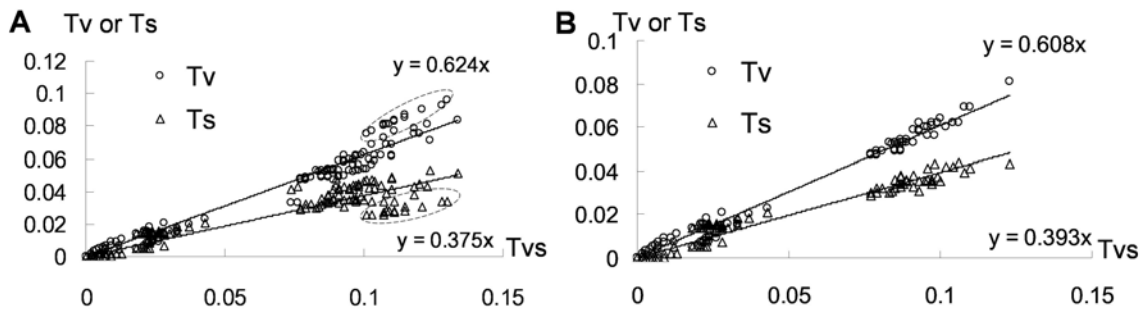 A Tv or Ts
0.12
0.1
0.08
0.06
0.04
0.02
0
0 0.05 0.1 0.15
Tv
Ts
y = 0.624x
y = 0.375x
Tvs
B Tv or Ts
0.1
0.08
0.06
0.04
0.02
0
0 0.05 0.1 0.15
Tv
Ts
y = 0.608x
y = 0.393x
Tvs